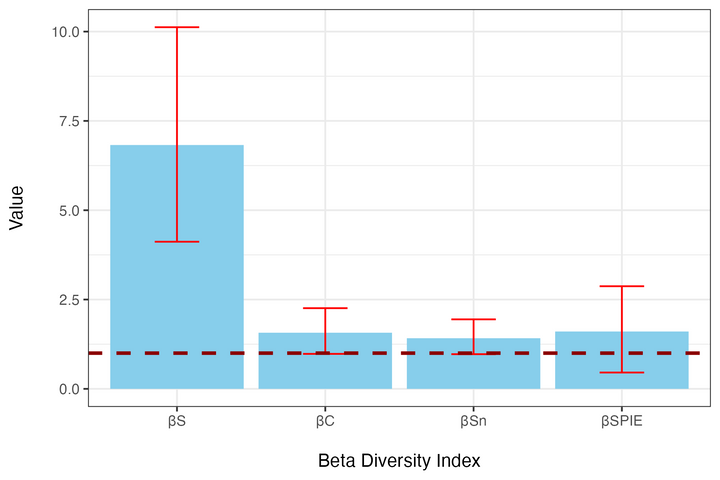 Value
10.0
7.5
5.0
2.5
0.0
βS βC βSn βSPIE
Beta Diversity Index